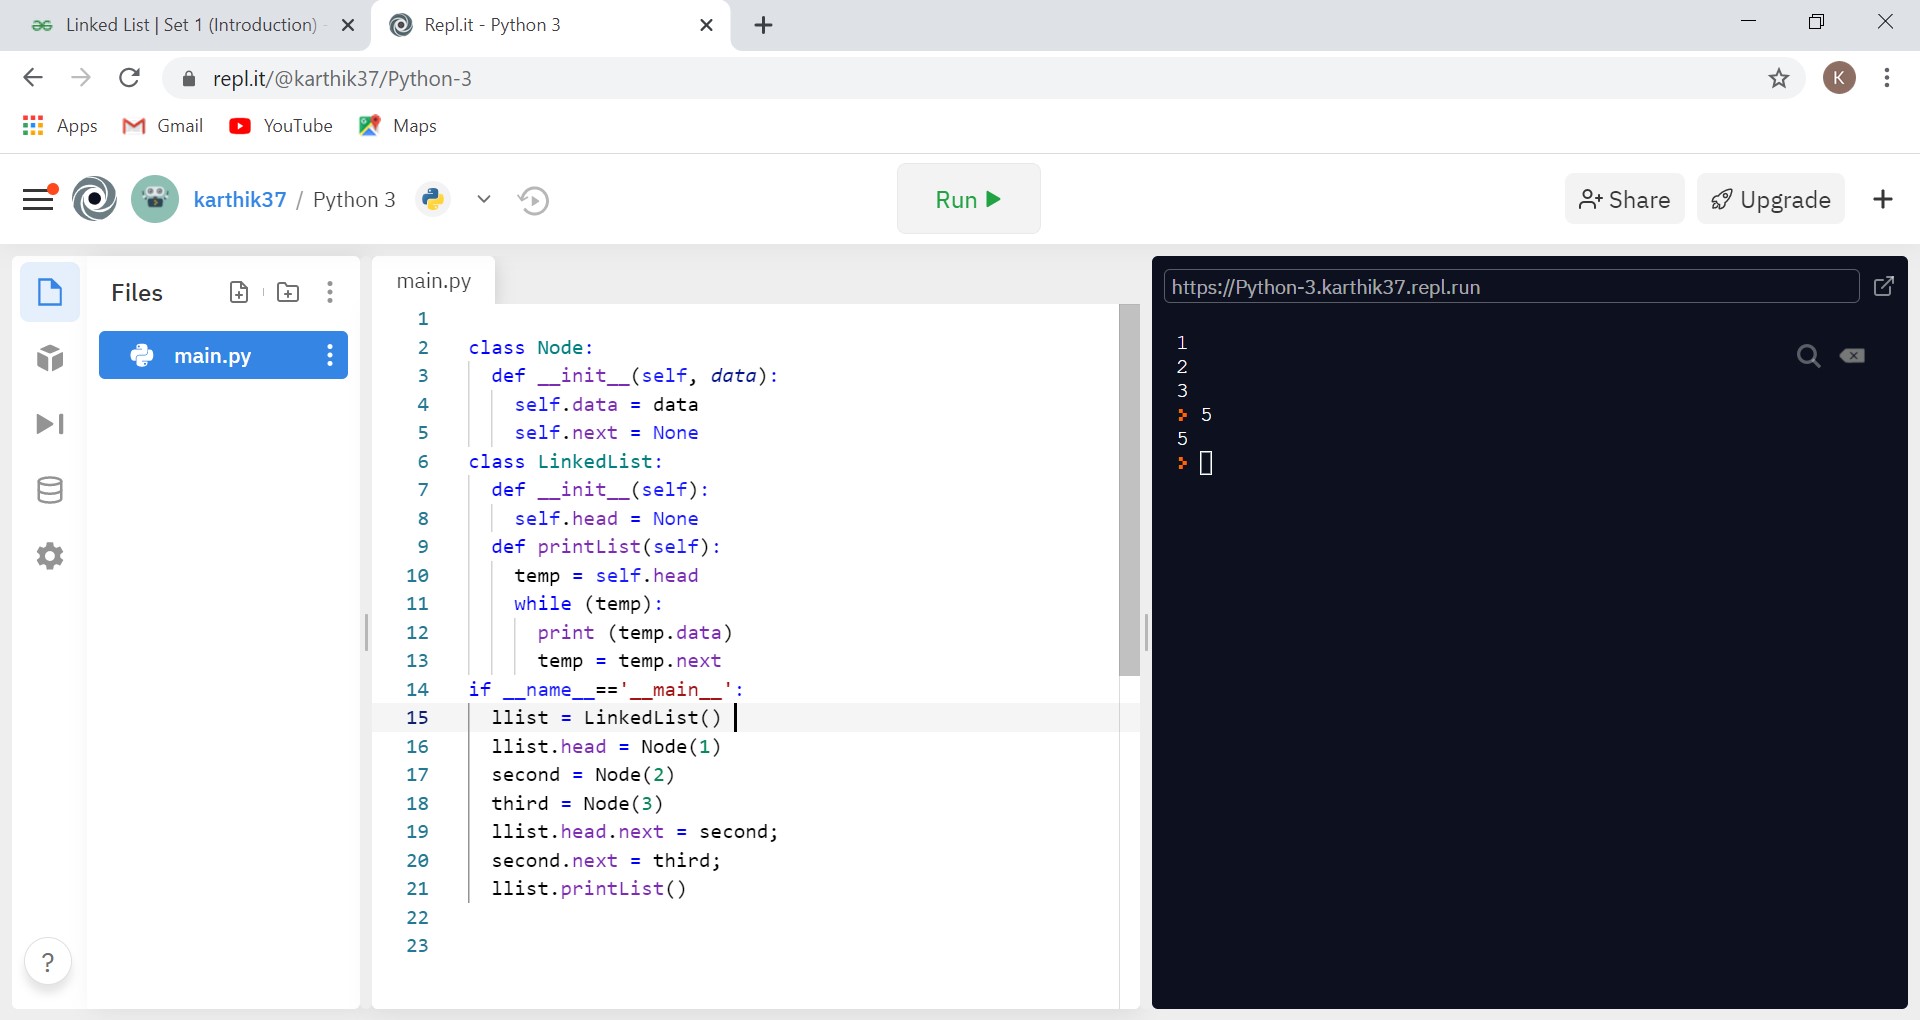 Linked List | Set 1 (Introduction)
Repl.it - Python 3
repl.it/@karthik37/Python-3
K
Apps
Gmail
YouTube
Maps
karthik37 / Python 3
Run
Share
Upgrade
Files
main.py
main.py
1
2 class Node:
3 def __init__(self, data):
4 self.data = data
5 self.next = None
6 class LinkedList:
7 def __init__(self):
8 self.head = None
9 def printList(self):
10 temp = self.head
11 while (temp):
12 print (temp.data)
13 temp = temp.next
14 if __name__=='__main__':
15 llist = LinkedList()
16 llist.head = Node(1)
17 second = Node(2)
18 third = Node(3)
19 llist.head.next = second;
20 second.next = third;
21 llist.printList()
22
23
?
https://Python-3.karthik37.repl.run
1
2
3
> 5
5
>